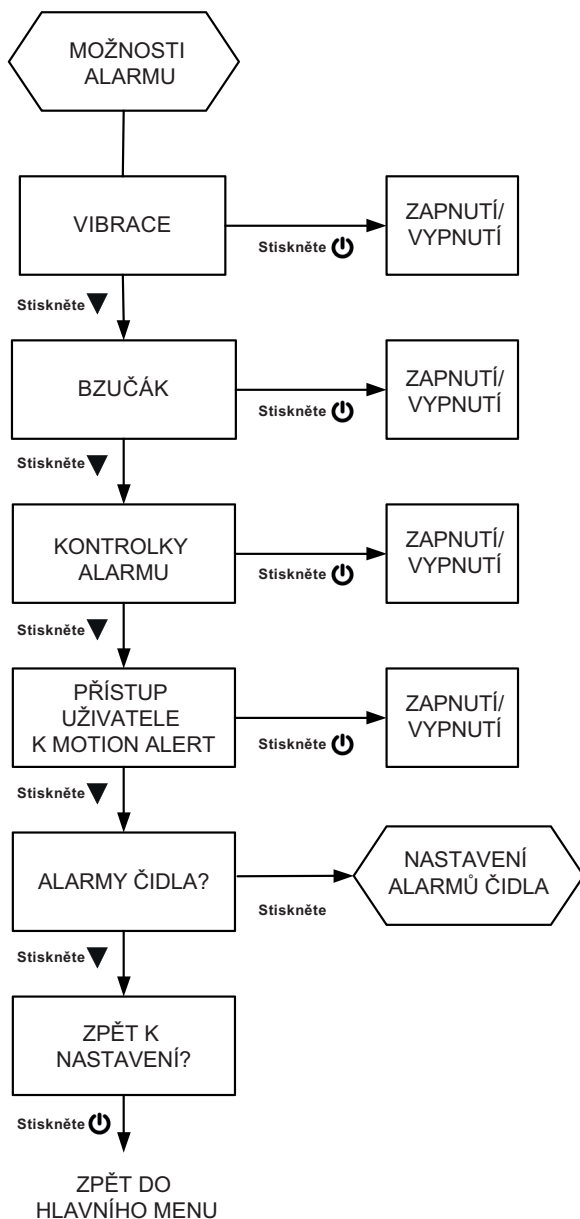 MOŽNOSTI
ALARMU
VIBRACE
Stiskněte
ZAPNUTÍ/
VYPNUTÍ
Stiskněte
BZUČÁK
Stiskněte
ZAPNUTÍ/
VYPNUTÍ
Stiskněte
KONTROLKY
ALARMU
Stiskněte
ZAPNUTÍ/
VYPNUTÍ
Stiskněte
PŘÍSTUP
UŽIVATELE
K MOTION ALERT
Stiskněte
ZAPNUTÍ/
VYPNUTÍ
Stiskněte
ALARMY ČIDLA?
Stiskněte
NASTAVENÍ
ALARMŮ ČIDLA
Stiskněte
ZPĚT K
NASTAVENÍ?
Stiskněte
ZPĚT DO
HLAVNÍHO MENU